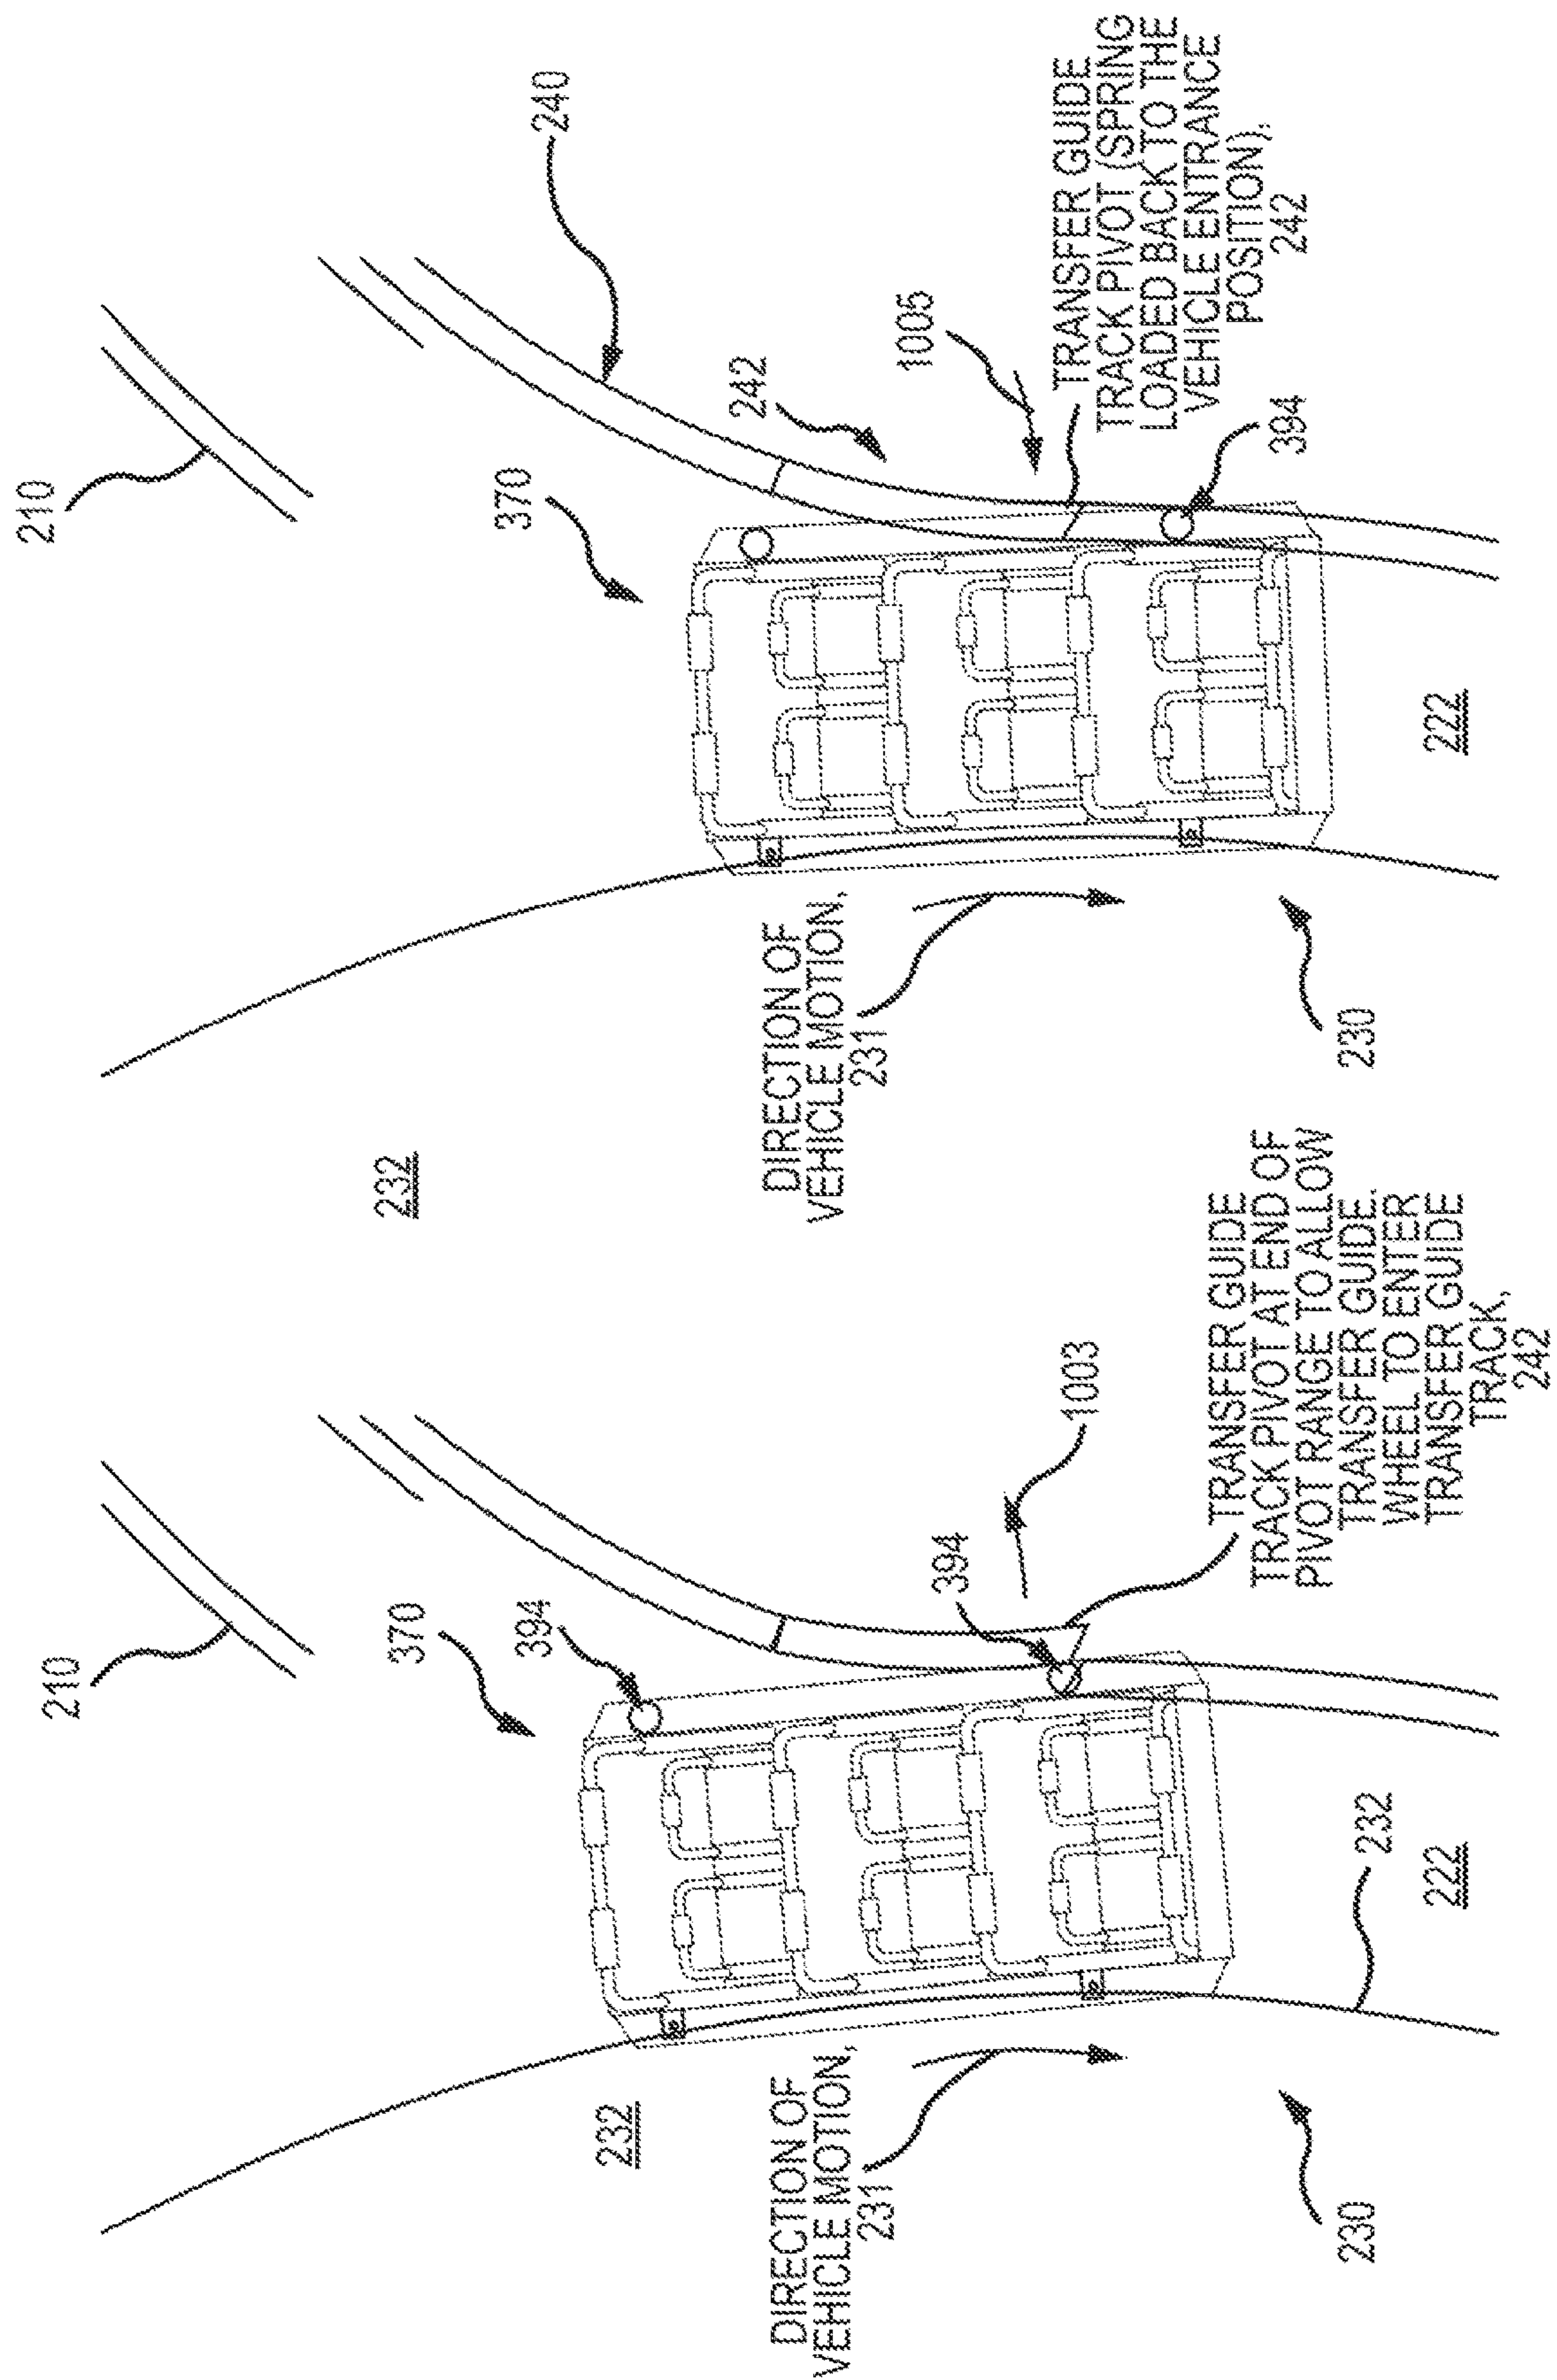 210
370
394
394
1003
TRANSFER GUIDE
TRACK PIVOT AT END OF
PIVOT RANGE TO ALLOW
TRANSFER GUIDE.
WHEEL TO ENTER
TRANSFER GUIDE
TRACK,
242
232
DIRECTION OF
VEHICLE MOTION,
231
230
232
222
210
240
370
242
1005
TRANSFER GUIDE
TRACK PIVOT (SPRING
LOADED BACK TO THE
VEHICLE ENTRANCE
POSITION),
242
394
232
DIRECTION OF
VEHICLE MOTION,
231
230
222